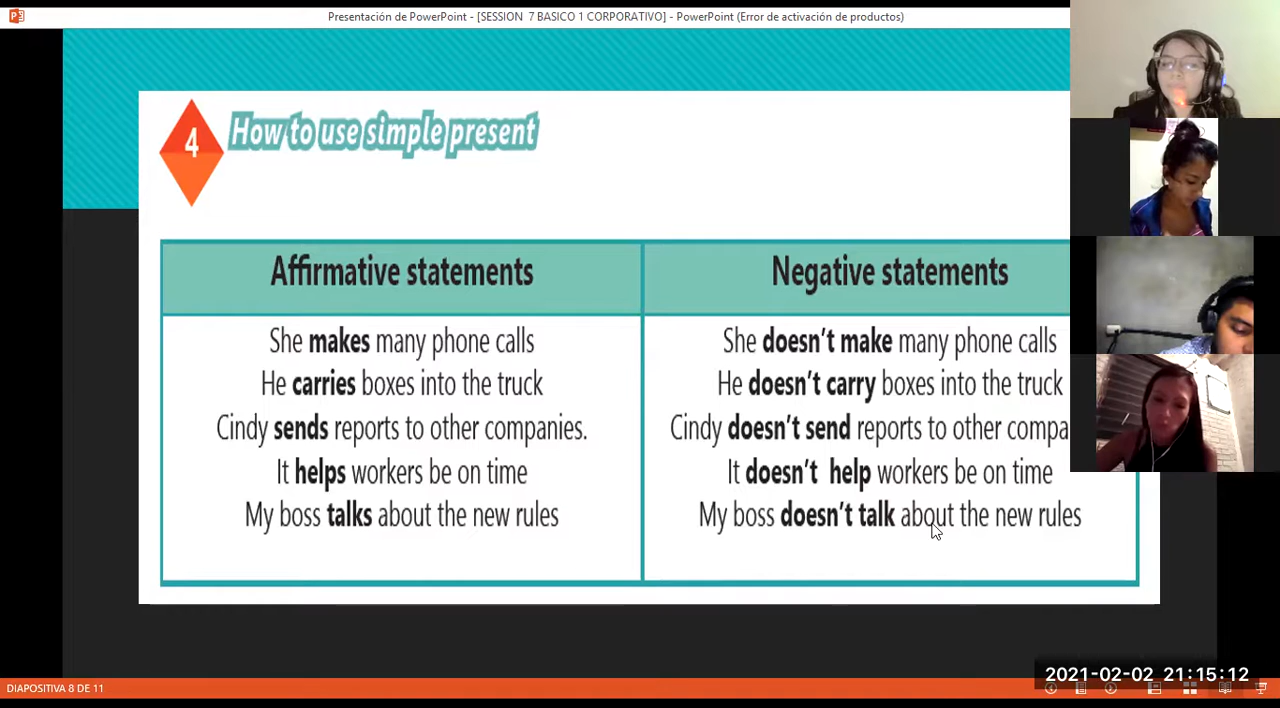 Presentación de PowerPoint - [SESSION 7 BASICO 1 CORPORATIVO] - PowerPoint (Error de activación de productos)
4
How to use simple present
Affirmative statements
She makes many phone calls
He carries boxes into the truck
Cindy sends reports to other companies.
It helps workers be on time
My boss talks about the new rules
Negative statements
She doesn't make many phone calls
He doesn't carry boxes into the truck
Cindy doesn't send reports to other compa
It doesn't help workers be on time
My boss doesn't talk about the new rules
2021-02-02 21:15:12
DIAPOSITIVA 8 DE 11